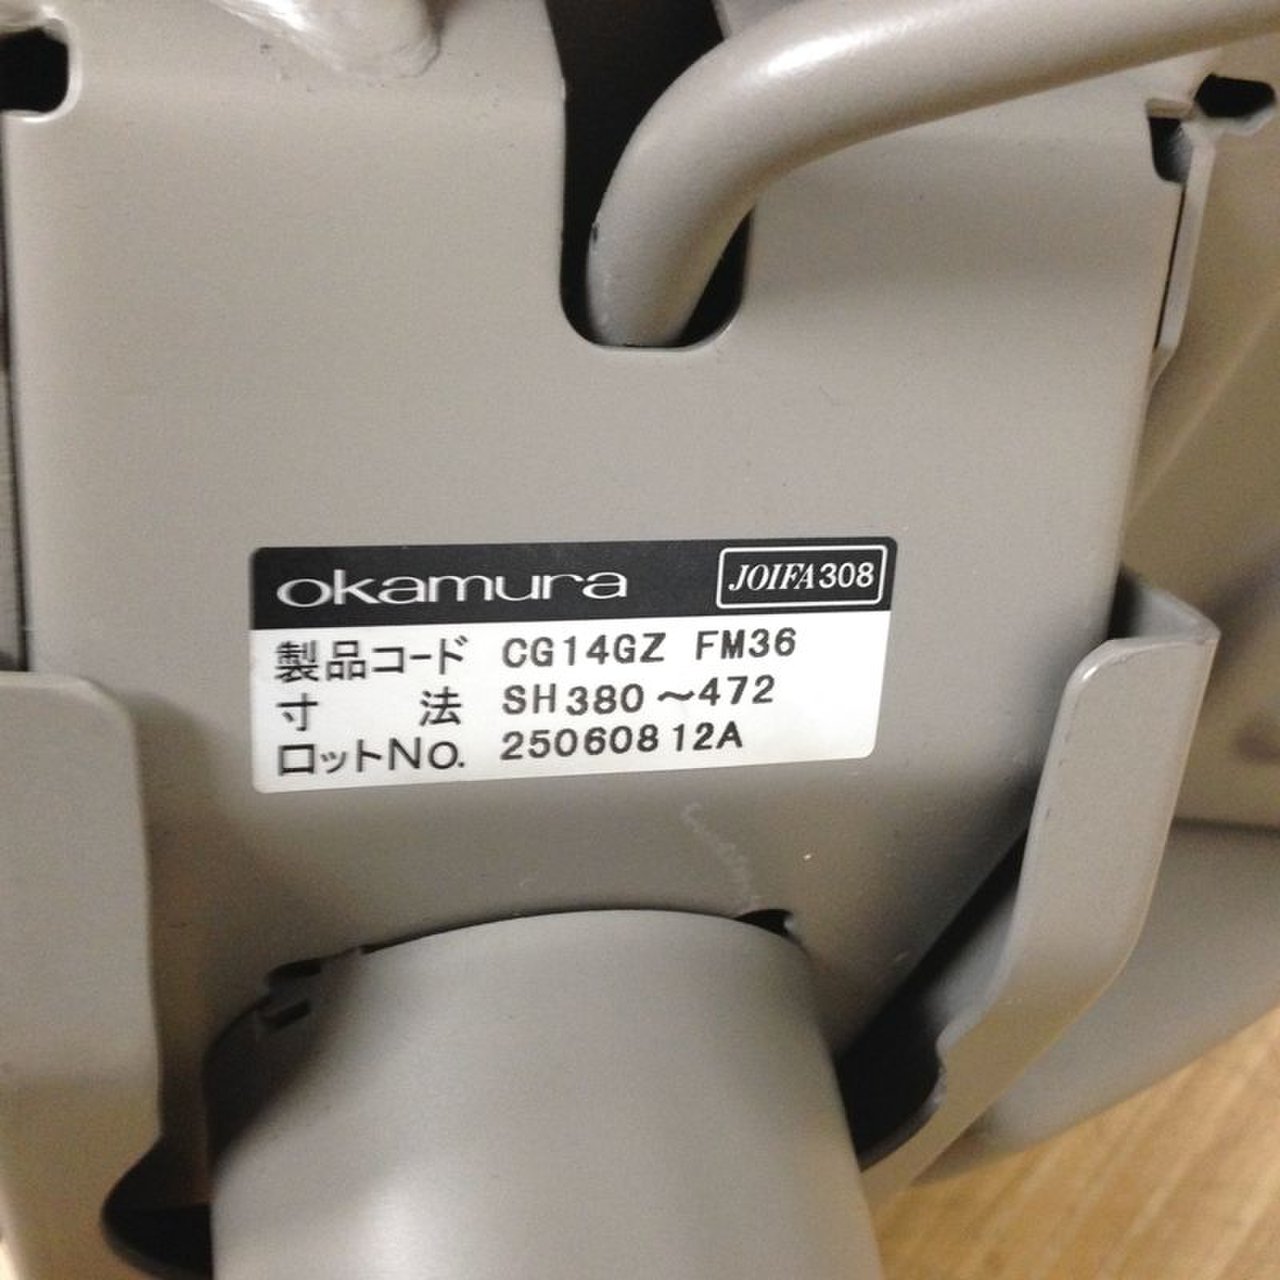 okamura JOIFA308
製品コード CG14GZ FM36
寸法 SH380～472
ロットNo. 25060812A